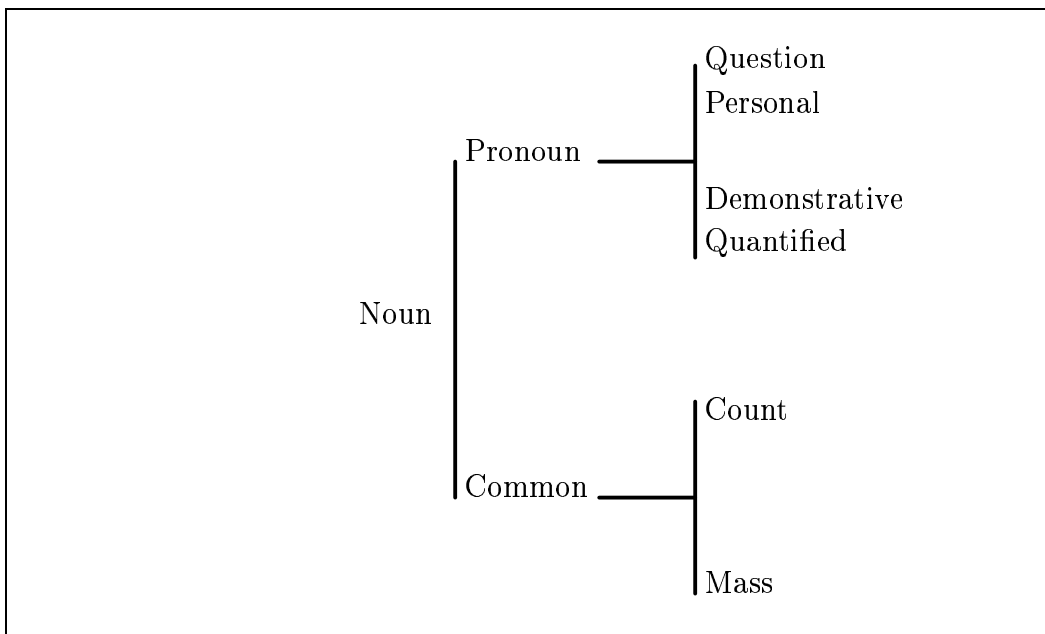 Question
Personal
Pronoun
Demonstrative
Quantified
Noun
Count
Common
Mass